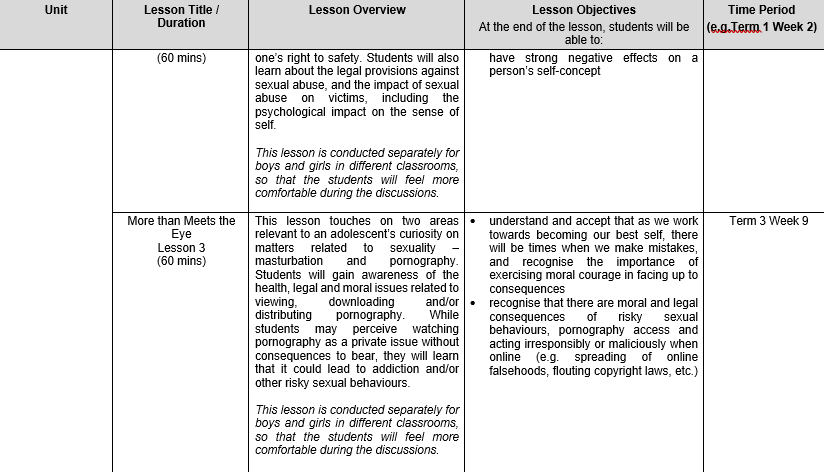 Unit
Lesson Title /
Duration
Lesson Overview
Lesson Objectives
At the end of the lesson, students will be
able to:
Time Period
(e.g.Term 1 Week 2)
(60 mins)
one's right to safety. Students will also
learn about the legal provisions against
sexual abuse, and the impact of sexual
abuse on victims, including the
psychological impact on the sense of
self.
This lesson is conducted separately for
boys and girls in different classrooms,
so that the students will feel more
comfortable during the discussions.
have strong negative effects on a
person's self-concept
More than Meets the
Eye
Lesson 3
(60 mins)
This lesson touches on two areas
relevant to an adolescent's curiosity on
matters related to sexuality –
masturbation and pornography.
Students will gain awareness of the
health, legal and moral issues related to
viewing, downloading and/or
distributing pornography. While
students may perceive watching
pornography as a private issue without
consequences to bear, they will learn
that it could lead to addiction and/or
other risky sexual behaviours.
This lesson is conducted separately for
boys and girls in different classrooms,
so that the students will feel more
comfortable during the discussions.
• understand and accept that as we work
towards becoming our best self, there
will be times when we make mistakes,
and recognise the importance of
exercising moral courage in facing up to
consequences
• recognise that there are moral and legal
consequences of risky sexual
behaviours, pornography access and
acting irresponsibly or maliciously when
online (e.g. spreading of online
falsehoods, flouting copyright laws, etc.)
Term 3 Week 9